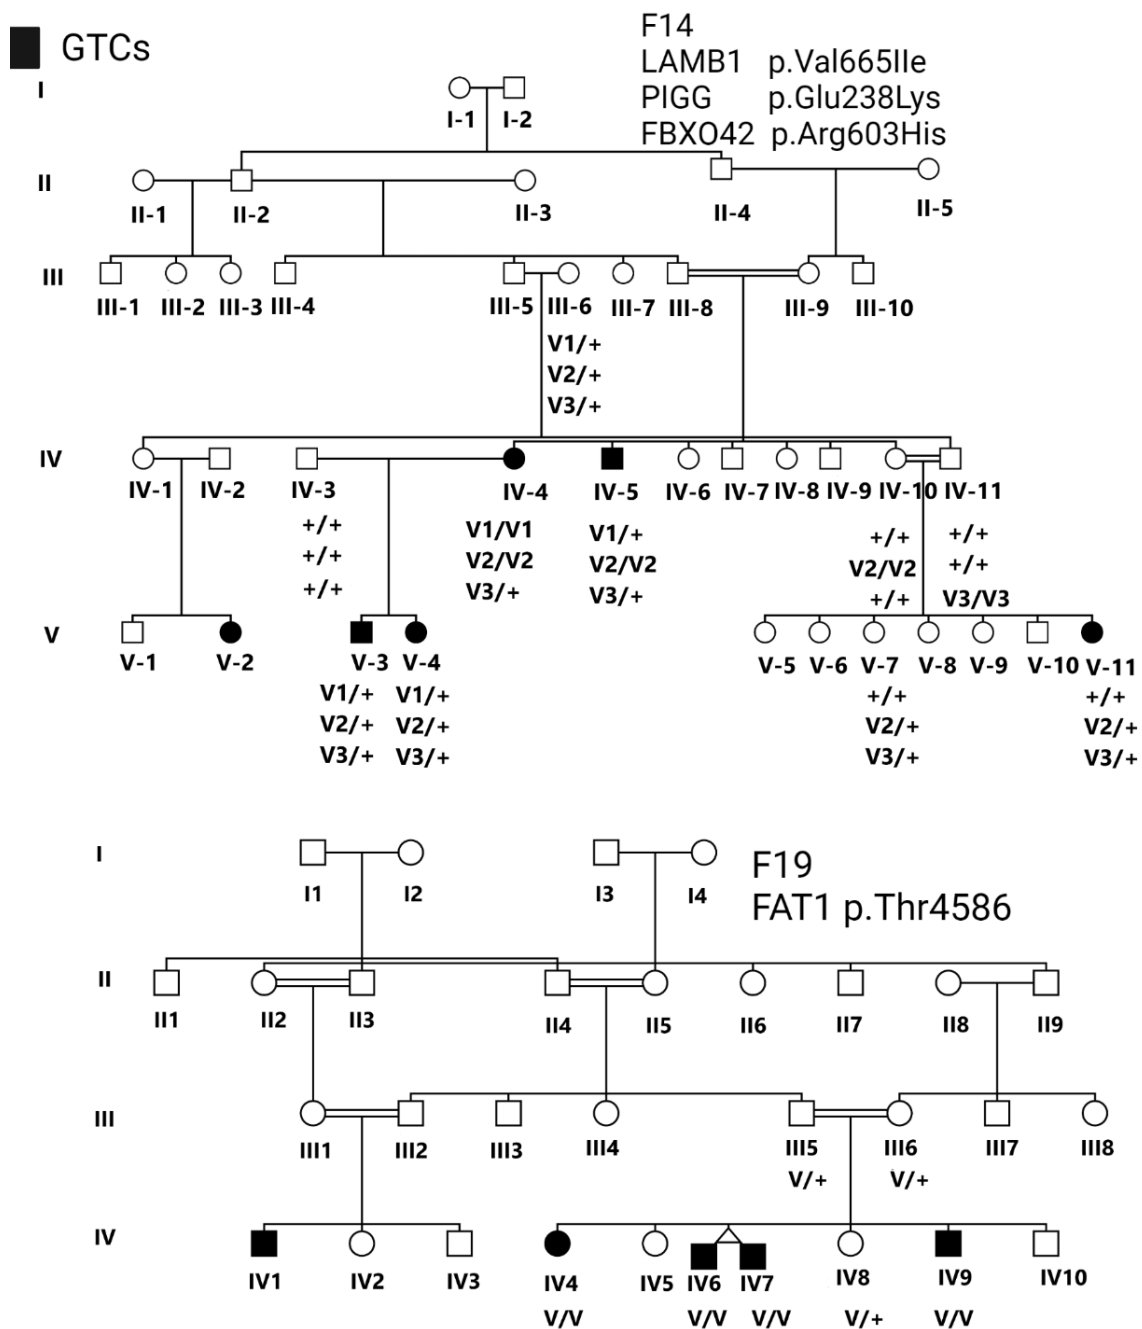 GTCs
F14
LAMB1 p.Val665Ile
PIGG p.Glu238Lys
FBXO42 p.Arg603His
I
I-1 I-2
II
II-1 II-2 II-3 II-4 II-5
III
III-1 III-2 III-3 III-4 III-5 III-6 III-7 III-8 III-9 III-10
V1/+
V2/+
V3/+
IV
IV-1 IV-2 IV-3 IV-4 IV-5 IV-6 IV-7 IV-8 IV-9 IV-10 IV-11
+/+ V1/V1 V1/+ +/+ +/+
+/+ V2/V2 V2/V2 V2/V2 +/+
+/+ V3/+ V3/+ +/+ V3/V3
V
V-1 V-2 V-3 V-4 V-5 V-6 V-7 V-8 V-9 V-10 V-11
V1/+ V1/+ +/+ +/+
V2/+ V2/+ V2/+ V2/+
V3/+ V3/+ V3/+ V3/+
I
I1 I2 I3 I4
F19
FAT1 p.Thr4586
II
II1 II2 II3 II4 II5 II6 II7 II8 II9
III
III1 III2 III3 III4 III5 III6 III7 III8
V/+ V/+
IV
IV1 IV2 IV3 IV4 IV5 IV6 IV7 IV8 IV9 IV10
V/V V/V V/V V/+ V/V